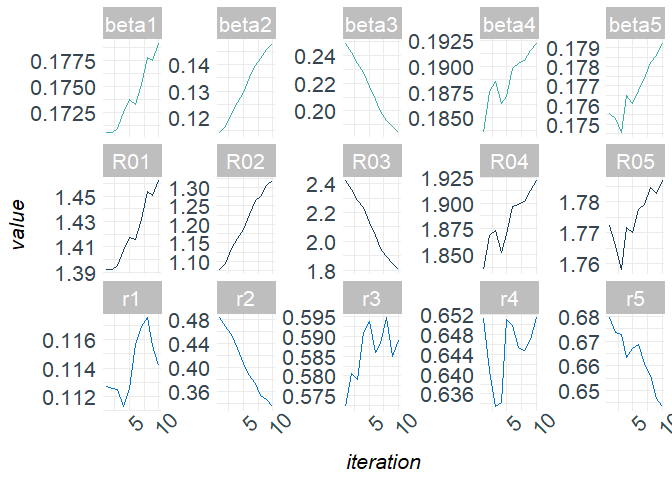 beta1 beta2 beta3 beta4 beta5
0.1775 0.1750 0.1725
0.14 0.13 0.12
0.24 0.22 0.20
0.1925 0.1900 0.1875 0.1850
0.179 0.178 0.177 0.176 0.175
R01 R02 R03 R04 R05
1.45 1.43 1.41 1.39
1.30 1.25 1.20 1.15 1.10
2.4 2.2 2.0 1.8
1.925 1.900 1.875 1.850
1.78 1.77 1.76
r1 r2 r3 r4 r5
0.116 0.114 0.112
0.48 0.44 0.40 0.36
0.595 0.590 0.585 0.580 0.575
0.652 0.648 0.644 0.640 0.636
0.68 0.67 0.66 0.65
5 10 5 10 5 10 5 10 5 10
value
iteration